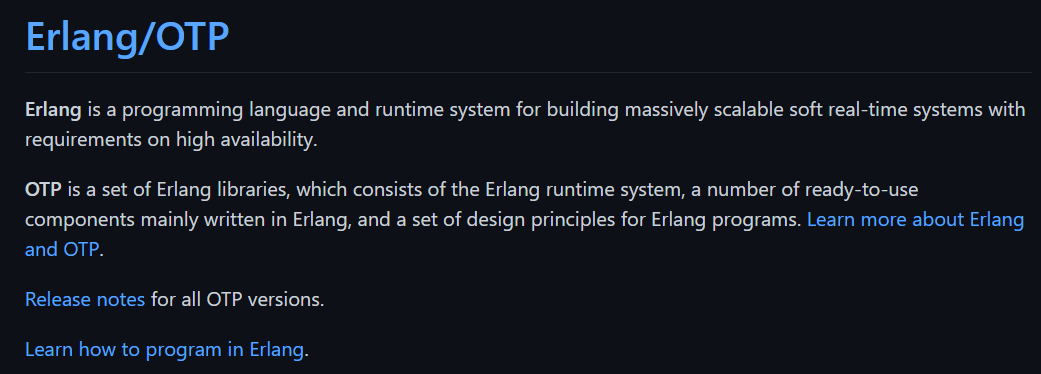 Erlang/OTP
Erlang is a programming language and runtime system for building massively scalable soft real-time systems with
requirements on high availability.
OTP is a set of Erlang libraries, which consists of the Erlang runtime system, a number of ready-to-use
components mainly written in Erlang, and a set of design principles for Erlang programs. Learn more about Erlang
and OTP.
Release notes for all OTP versions.
Learn how to program in Erlang.